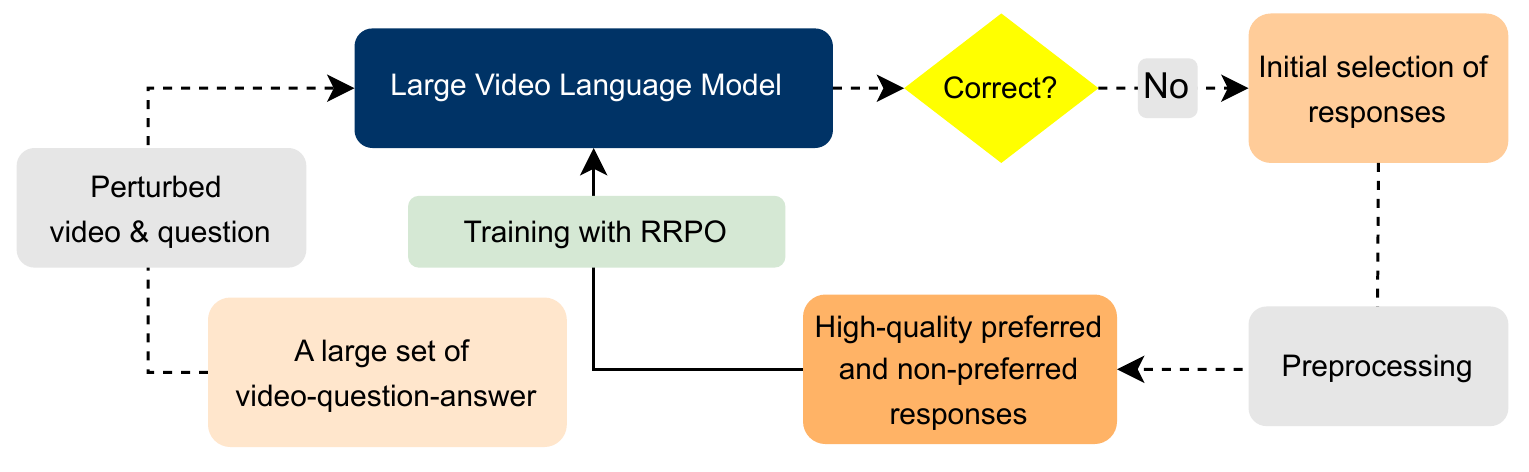 Large Video Language Model
Correct?
No
Initial selection of
responses
Perturbed
video & question
Training with RRPO
A large set of
video-question-answer
High-quality preferred
and non-preferred
responses
Preprocessing